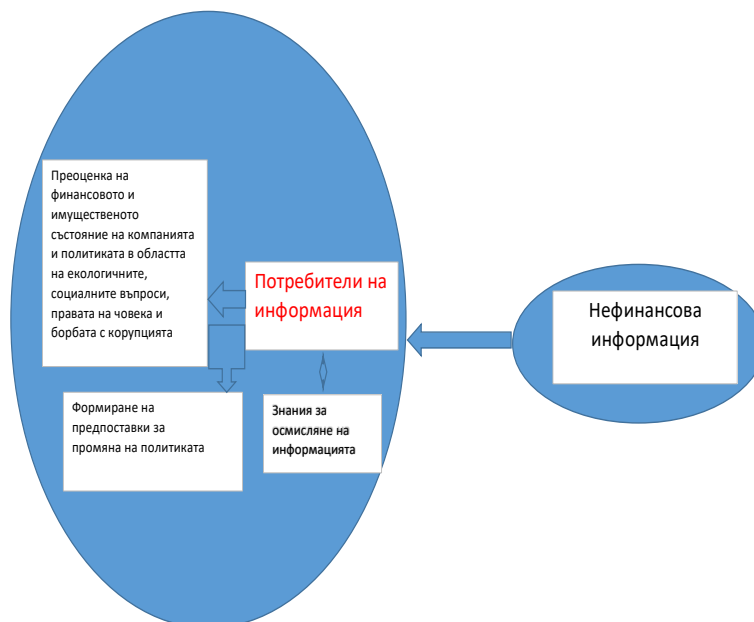 Преоценка на
финансовото и
имущественото
състояние на компанията
и политиката в областта
на екологичните,
социалните въпроси,
правата на човека и
борбата с корупцията
Потребители на
информация
Нефинансова
информация
Формиране на
предпоставки за
промяна на политиката
Знания за
осмисляне на
информацията